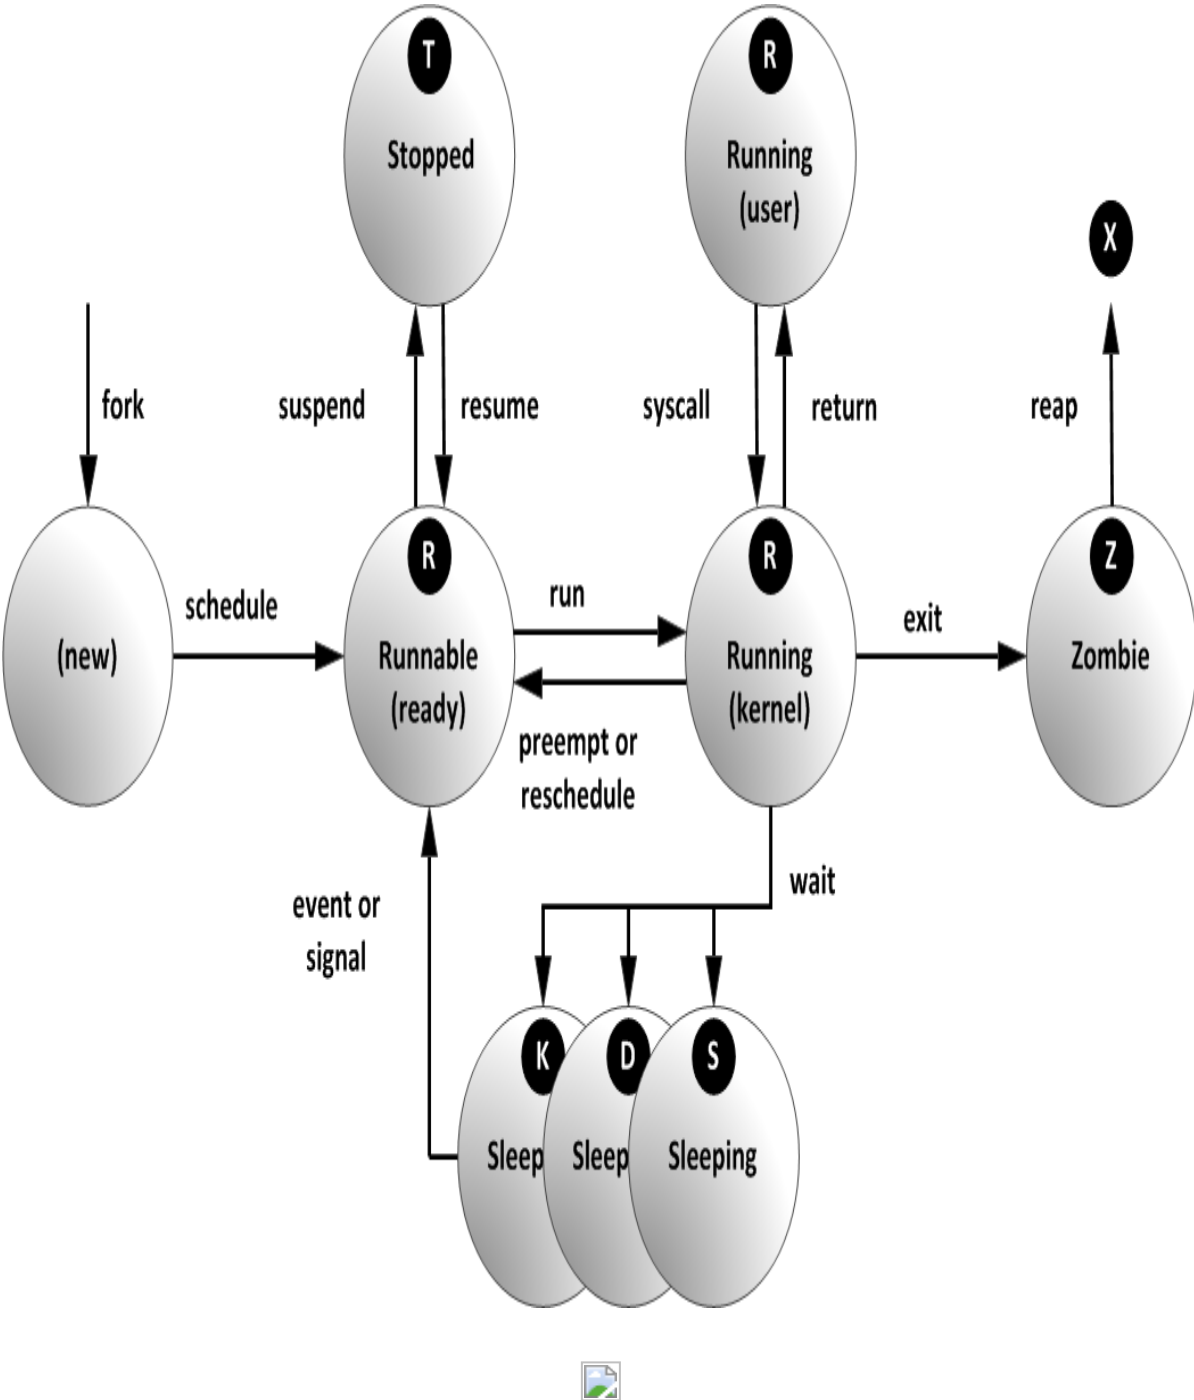 T
Stopped
R
Running
(user)
X
fork
suspend
resume
syscall
return
reap
(new)
schedule
R
Runnable
(ready)
run
preempt or
reschedule
R
Running
(kernel)
exit
Z
Zombie
wait
event or
signal
K
Sleep
D
Sleep
S
Sleeping